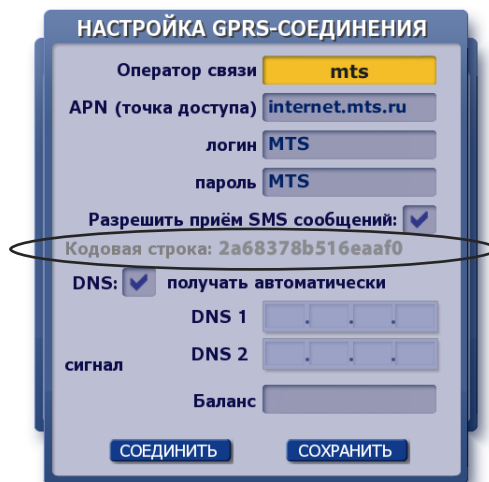 НАСТРОЙКА GPRS-СОЕДИНЕНИЯ
Оператор связи mts
APN (точка доступа) internet.mts.ru
логин MTS
пароль MTS
Разрешить приём SMS сообщений:
Кодовая строка: 2a68378b516eaaf0
DNS: получать автоматически
DNS 1 . . .
DNS 2 . . .
сигнал
Баланс
СОЕДИНИТЬ СОХРАНИТЬ